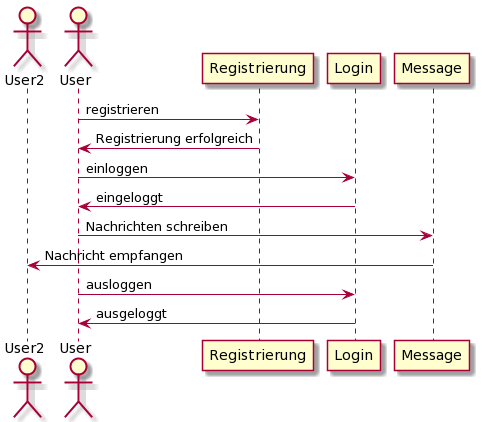 User2 User Registrierung Login Message
registrieren
Registrierung erfolgreich
einloggen
eingeloggt
Nachrichten schreiben
Nachricht empfangen
ausloggen
ausgeloggt
User2 User Registrierung Login Message